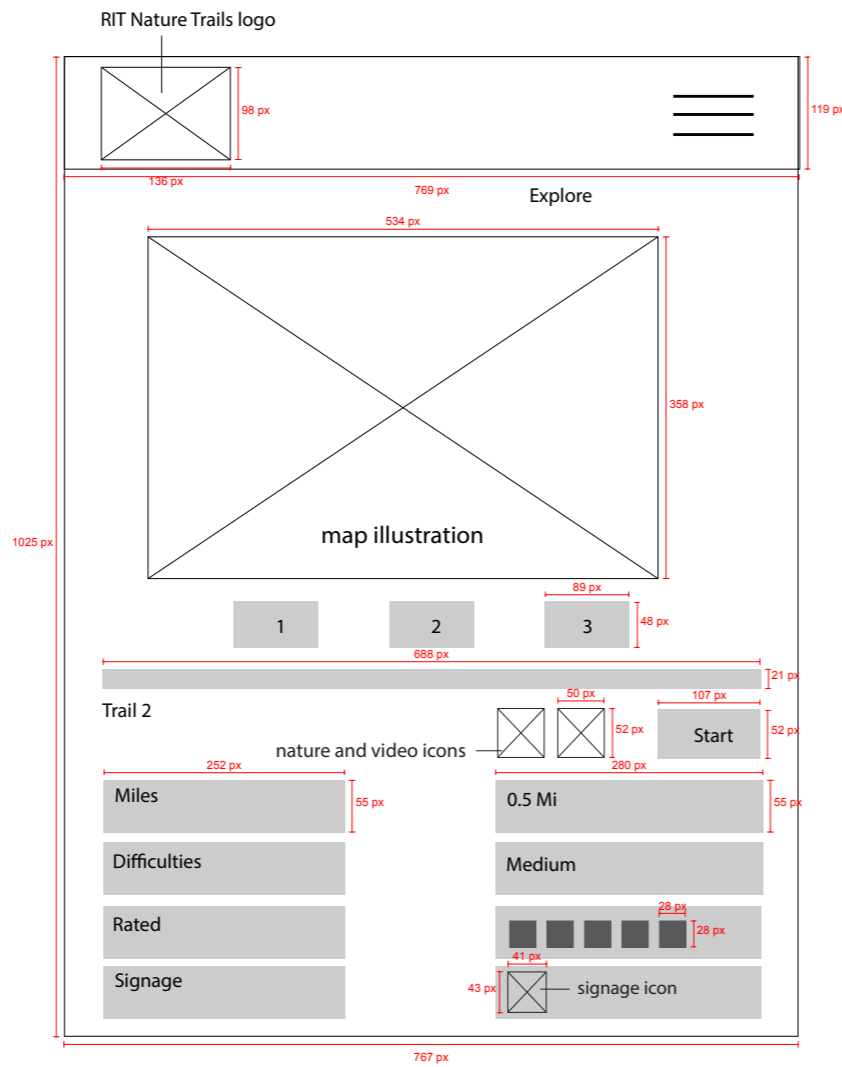 RIT Nature Trails logo
98 px
119 px
136 px
769 px
Explore
534 px
358 px
map illustration
1025 px
89 px
1
2
3
48 px
688 px
21 px
Trail 2
50 px
107 px
52 px
Start
52 px
nature and video icons
252 px
280 px
Miles
55 px
0.5 Mi
55 px
Difficulties
Medium
Rated
28 px
28 px
41 px
Signage
43 px
signage icon
767 px